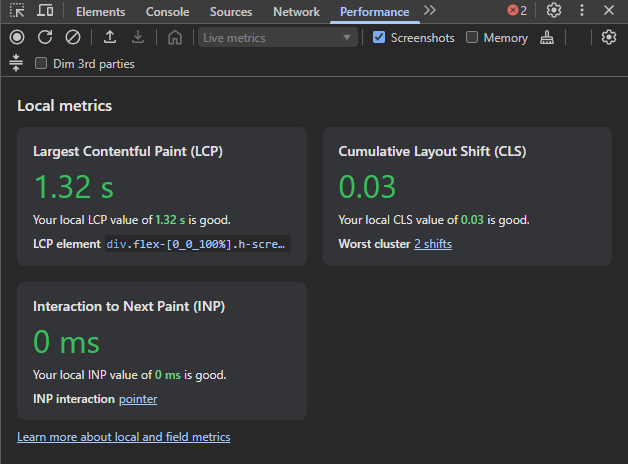 Elements Console Sources Network Performance 2
Live metrics Screenshots Memory
Dim 3rd parties
Local metrics
Largest Contentful Paint (LCP)
1.32 s
Your local LCP value of 1.32 s is good.
LCP element div.flex-[0_0_100%].h-scre…
Cumulative Layout Shift (CLS)
0.03
Your local CLS value of 0.03 is good.
Worst cluster 2 shifts
Interaction to Next Paint (INP)
0 ms
Your local INP value of 0 ms is good.
INP interaction pointer
Learn more about local and field metrics